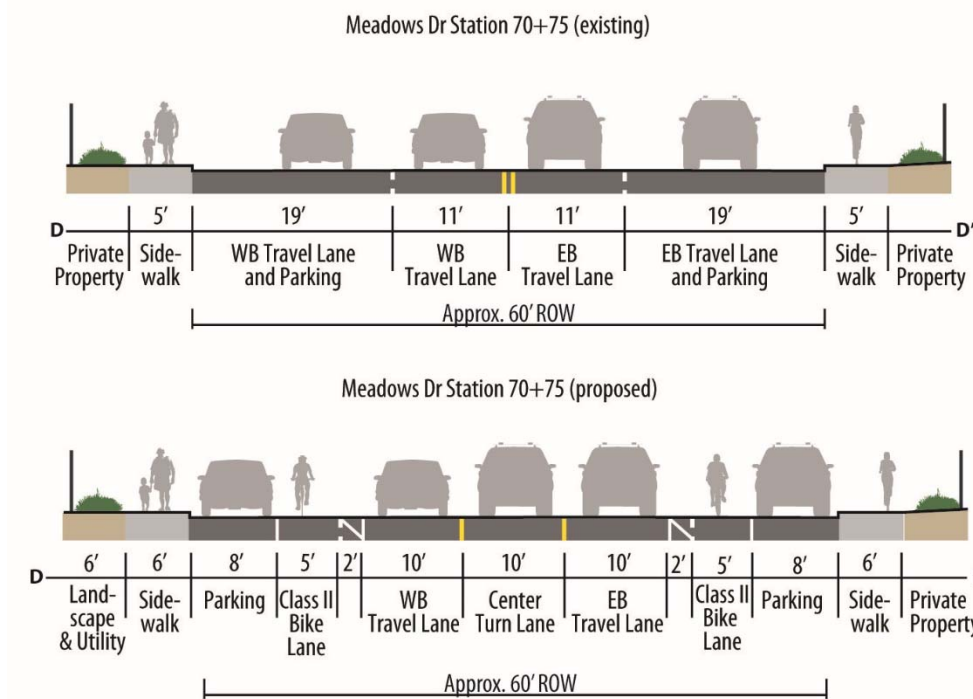 Meadows Dr Station 70+75 (existing)
5' 19' 11' 11' 19' 5'
D D'
Private Property
Side-walk
WB Travel Lane and Parking
WB Travel Lane
EB Travel Lane
EB Travel Lane and Parking
Side-walk
Private Property
Approx. 60' ROW
Meadows Dr Station 70+75 (proposed)
6' 6' 8' 5' 2' 10' 10' 10' 2' 5' 8' 6'
D
Land-scape & Utility
Side-walk
Parking
Class II Bike Lane
WB Travel Lane
Center Turn Lane
EB Travel Lane
Class II Bike Lane
Parking
Side-walk
Private Property
Approx. 60' ROW